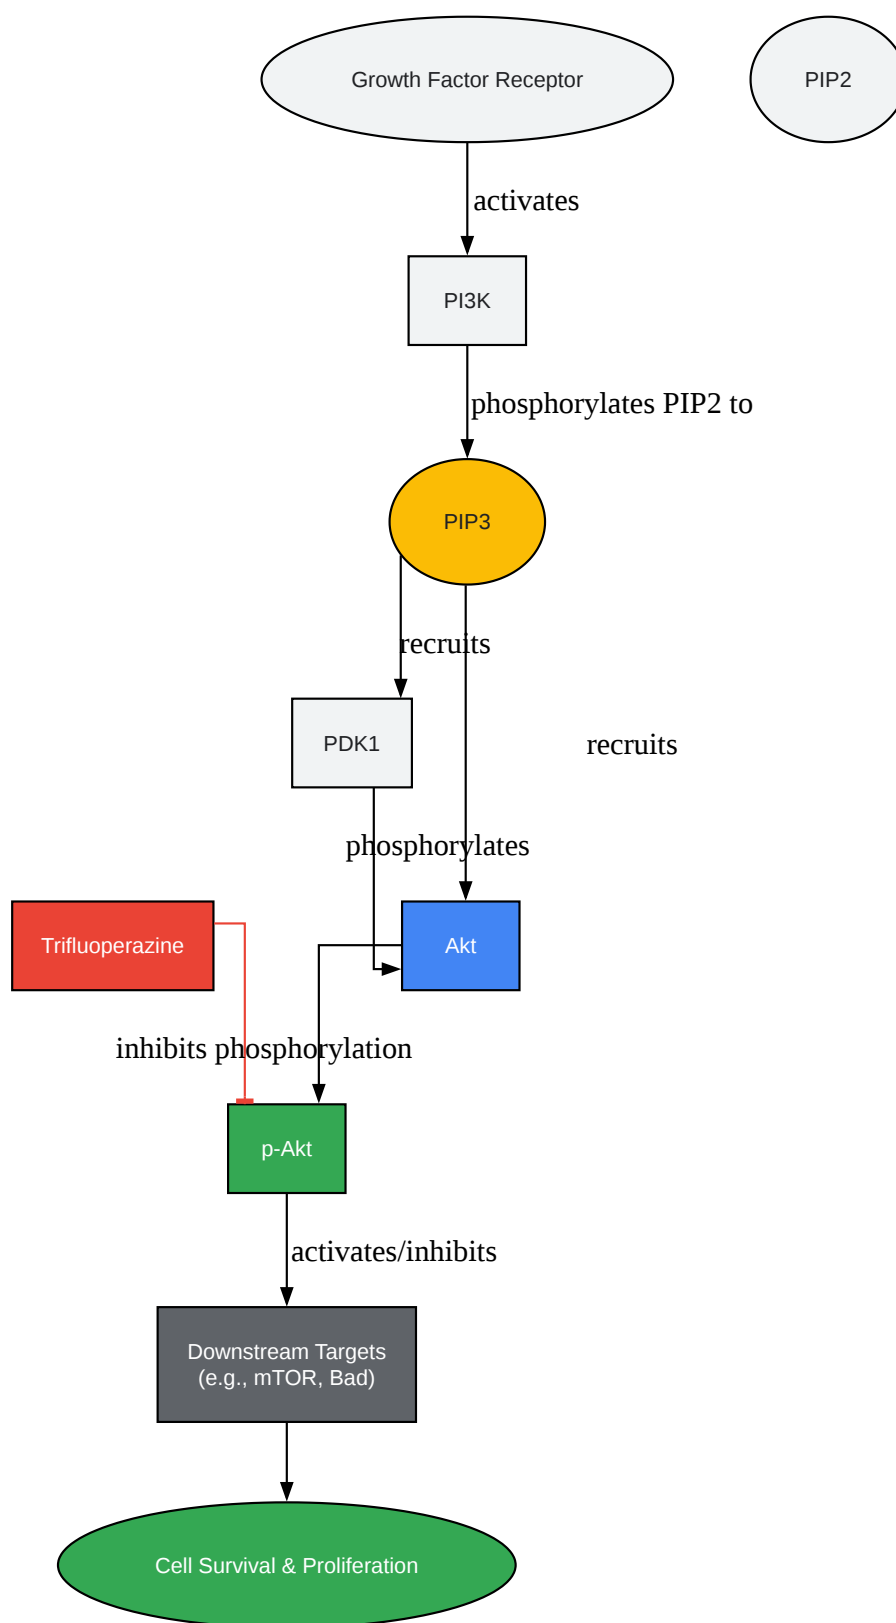 Growth Factor Receptor
PIP2
activates
PI3K
phosphorylates PIP2 to
PIP3
recruits
PDK1
recruits
phosphorylates
Trifluoperazine
Akt
inhibits phosphorylation
p-Akt
activates/inhibits
Downstream Targets
(e.g., mTOR, Bad)
Cell Survival & Proliferation